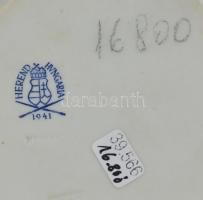 16800
HEREND HUNGARIA
1941
darabanth
39566
16.800